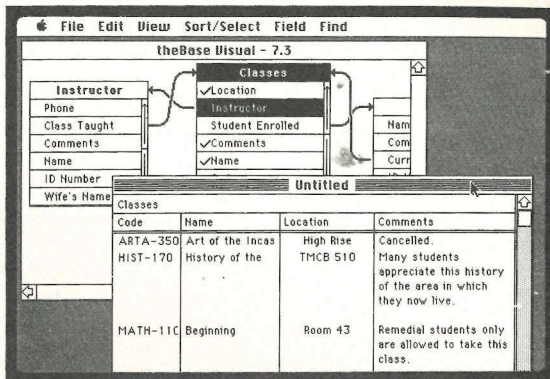 File Edit View Sort/Select Field Find
theBase Visual - 7.3
Classes
✓Location
Instructor
Student Enrolled
✓Comments
✓Name
Instructor
Phone
Class Taught
Comments
Name
ID Number
Wife's Name
Nam
Com
Curr
Untitled
Classes
Code Name Location Comments
ARTA-350 Art of the Incas High Rise Cancelled.
HIST-170 History of the TMCB 510 Many students
appreciate this history
of the area in which
they now live.
MATH-110 Beginning Room 43 Remedial students only
are allowed to take this
class.